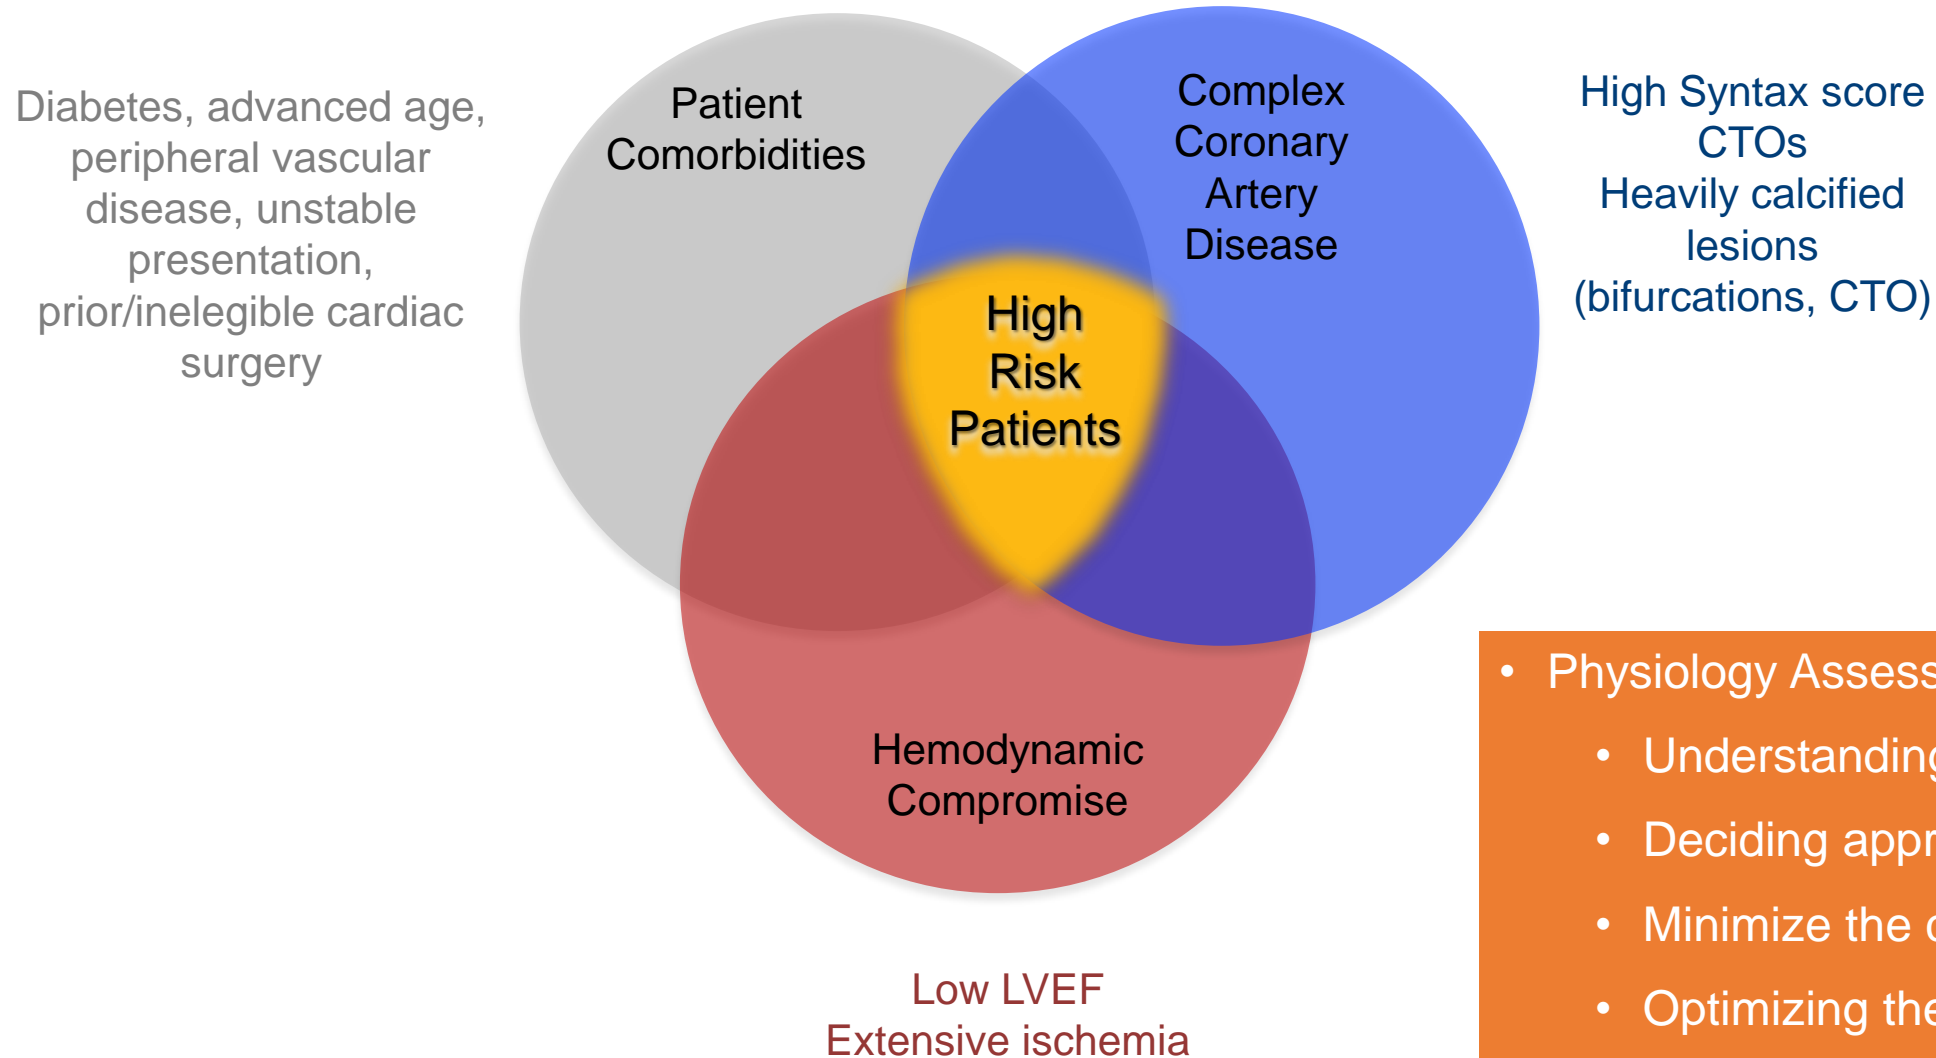 Diabetes, advanced age,
peripheral vascular
disease, unstable
presentation,
prior/inelegible cardiac
surgery
Patient
Comorbidities
Complex
Coronary
Artery
Disease
High Syntax score
CTOs
Heavily calcified
lesions
(bifurcations, CTO)
High
Risk
Patients
Hemodynamic
Compromise
Low LVEF
Extensive ischemia
• Physiology
• Understanding
• Deciding
• Minimize the
• Optimizing the